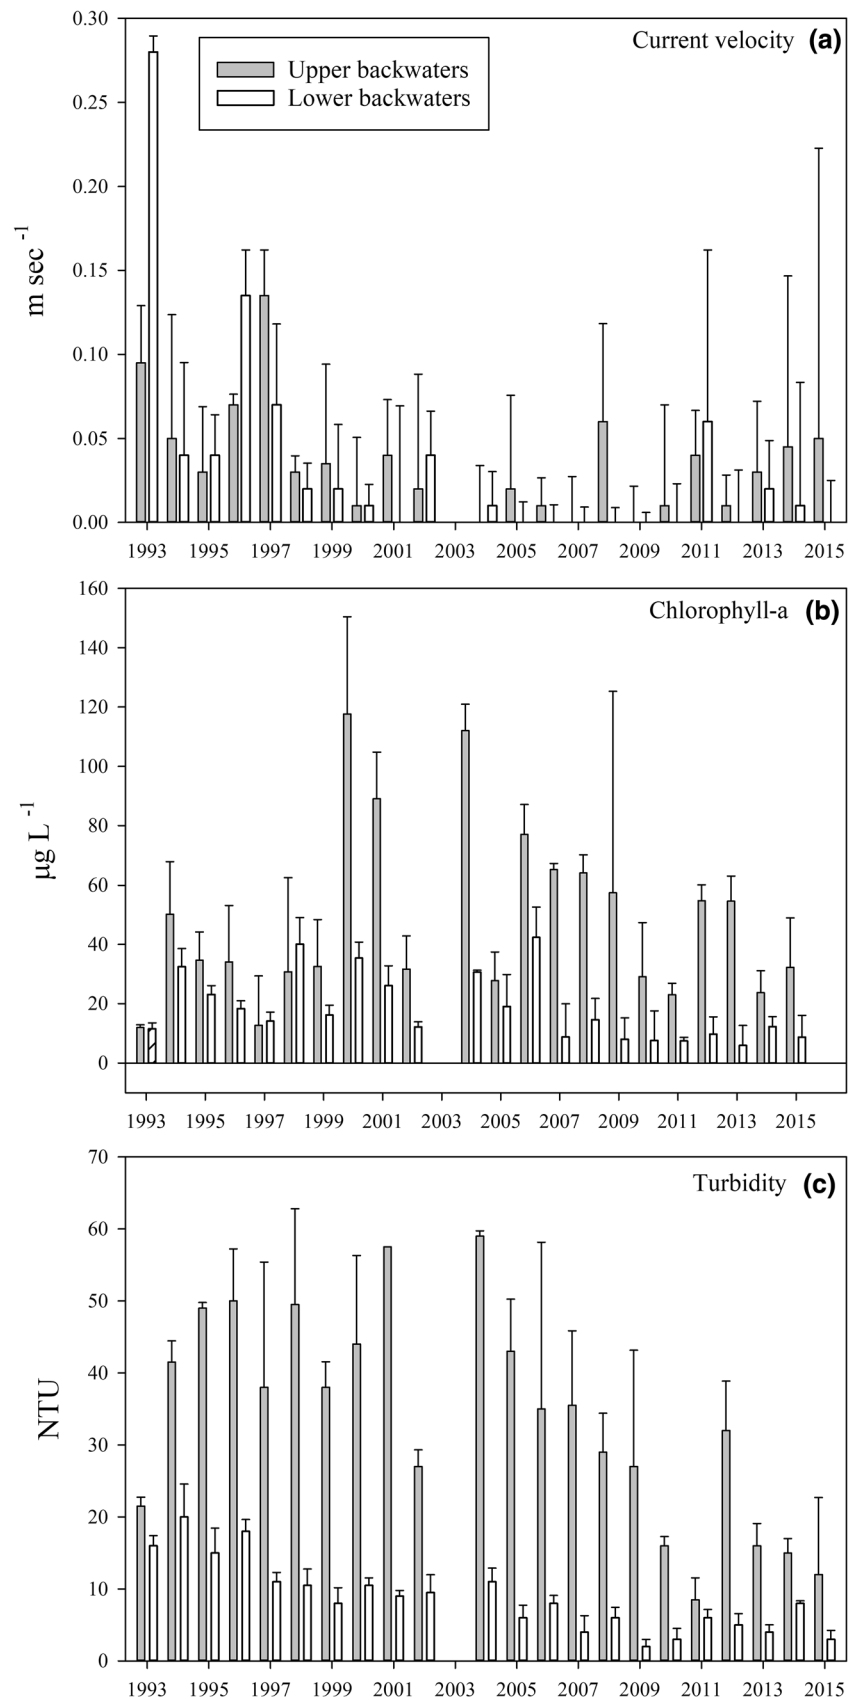 Current velocity (a)
Upper backwaters
Lower backwaters
m sec -1
0.30
0.25
0.20
0.15
0.10
0.05
0.00
1993 1995 1997 1999 2001 2003 2005 2007 2009 2011 2013 2015
Chlorophyll-a (b)
µg L -1
160
140
120
100
80
60
40
20
0
1993 1995 1997 1999 2001 2003 2005 2007 2009 2011 2013 2015
Turbidity (c)
NTU
70
60
50
40
30
20
10
0
1993 1995 1997 1999 2001 2003 2005 2007 2009 2011 2013 2015